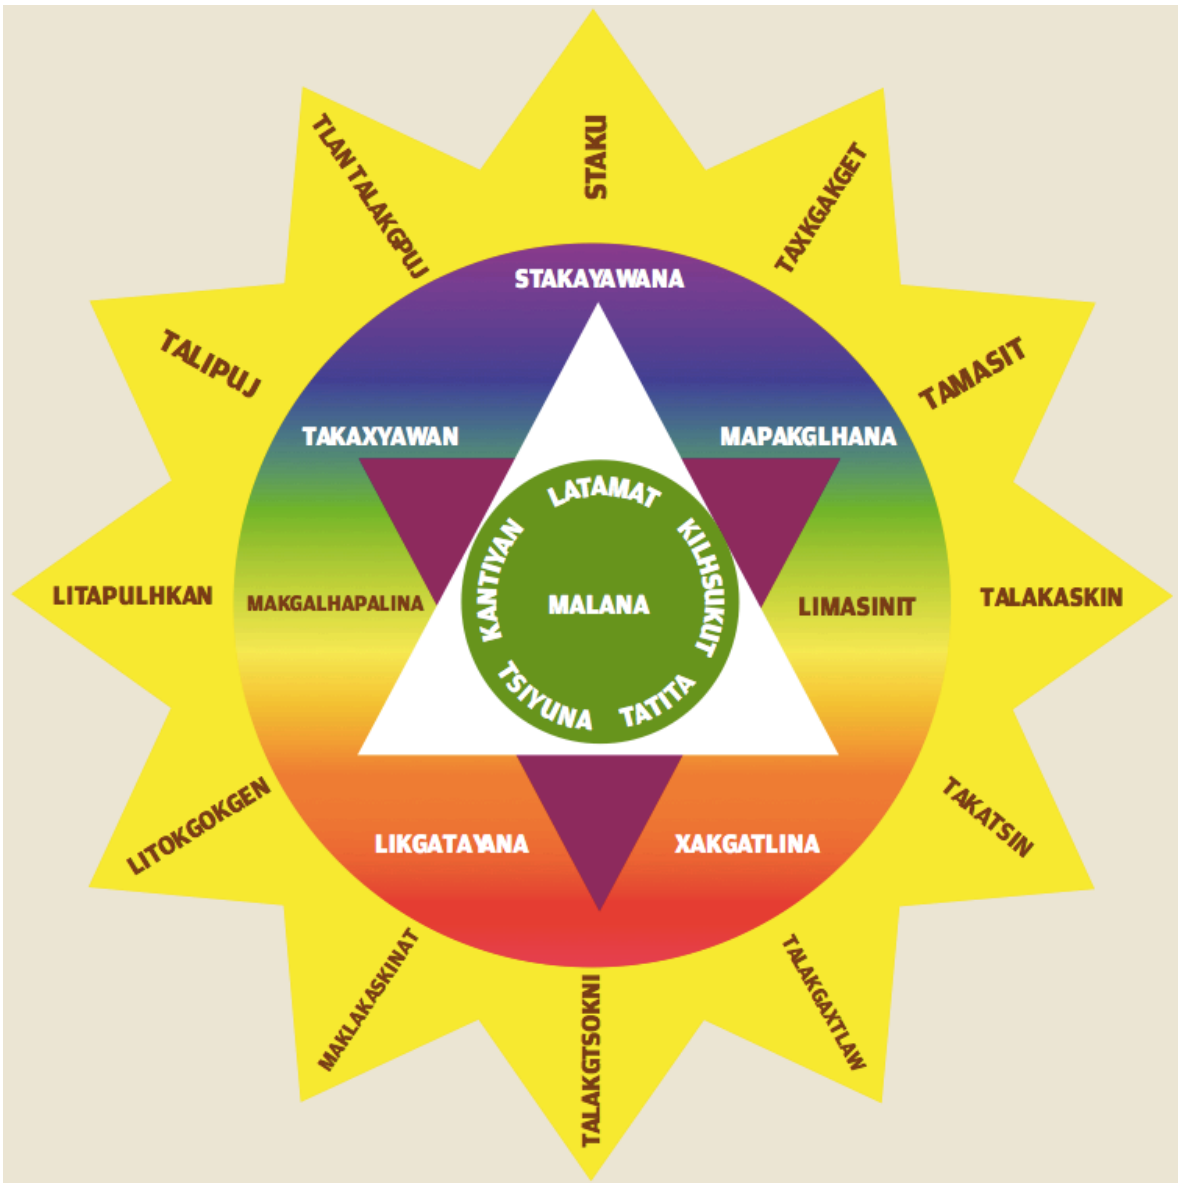 STAKU
TAXKGAKGET
TAMASIT
TALAKASKIN
TAKATSIN
TALAKGAXTLAW
TALAKGTSOKNI
MAKLAKASKINAT
LITOKGOKGEN
LITAPULHKAN
TALIPUJ
TLAN TALAKGPUJ
STAKAYAWANA
TAKAXYAWAN
MAPAKGLHANA
MAKGALHAPALINA
LIMASINIT
LIKGATAYANA
XAKGATLINA
LATAMAT
KILHSUKUT
TATITA
TSIYUNA
KANTIYAN
MALANA